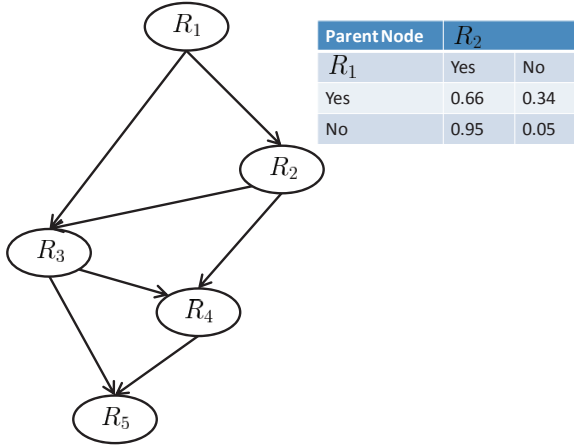 R₁
Parent Node R₂
R₁ Yes No
Yes 0.66 0.34
No 0.95 0.05
R₂
R₃
R₄
R₅